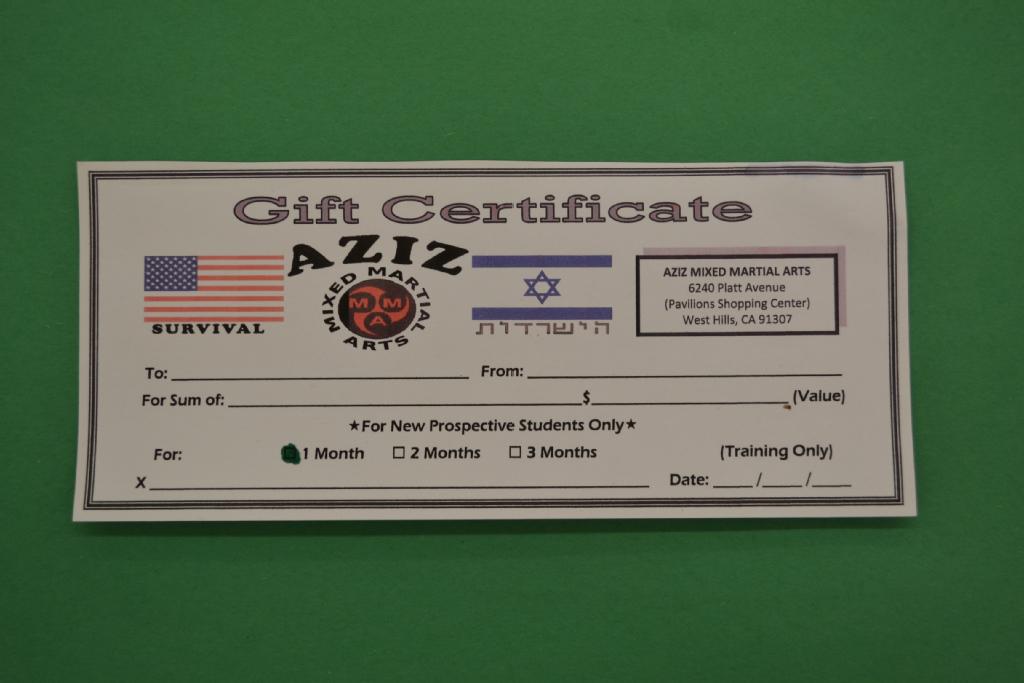 Gift Certificate
SURVIVAL
AZIZ
MIXED MARTIAL ARTS
MMA
הישרדית
AZIZ MIXED MARTIAL ARTS
6240 Platt Avenue
(Pavilions Shopping Center)
West Hills, CA 91307
To: From:
For Sum of: $ (Value)
★For New Prospective Students Only★
For: 1 Month ☐ 2 Months ☐ 3 Months (Training Only)
X Date: / /